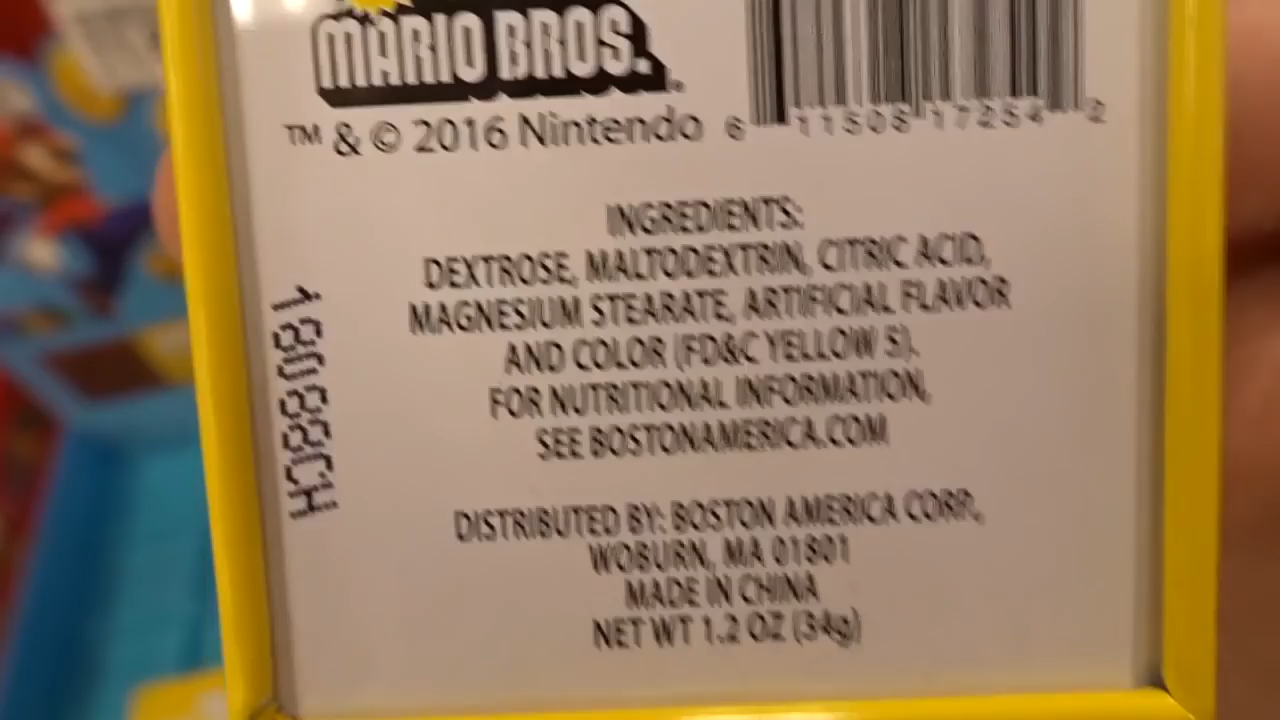 MARIO BROS.
TM & © 2016 Nintendo
6 11508 17254 2
INGREDIENTS:
DEXTROSE, MALTODEXTRIN, CITRIC ACID,
MAGNESIUM STEARATE, ARTIFICIAL FLAVOR
AND COLOR (FD&C YELLOW 5).
FOR NUTRITIONAL INFORMATION,
SEE BOSTONAMERICA.COM
18088CH
DISTRIBUTED BY: BOSTON AMERICA CORP.,
WOBURN, MA 01801
MADE IN CHINA
NET WT 1.2 OZ (34g)